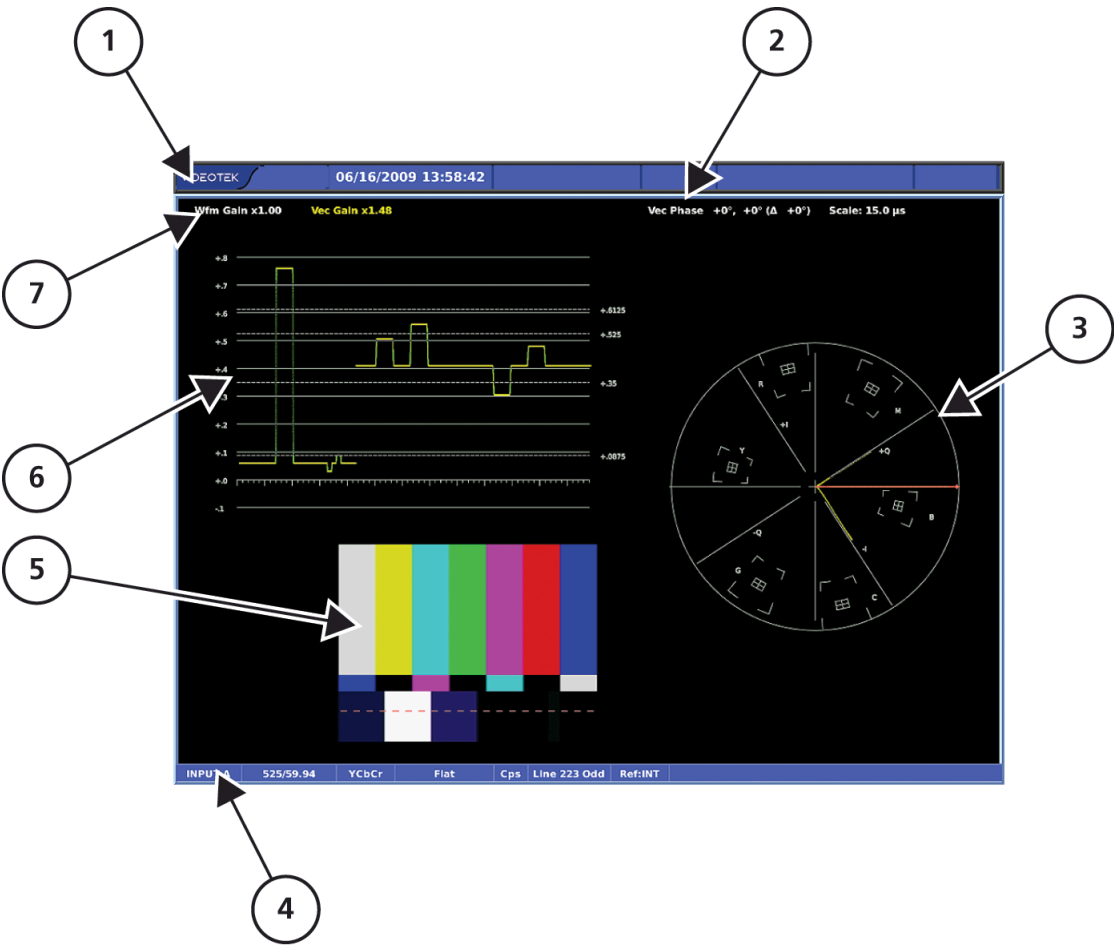 1
2
VIDEOTEK 06/16/2009 13:58:42
Wfm Gain x1.00 Vec Gain x1.48 Vec Phase +0°, +0° (Δ +0°) Scale: 15.0 µs
7
+.8
+.7
+.6 +.6125
+.525
+.5
3
+.4
+.35
+.3
+.2
+.1
+.0875
+.0
-.1
6
R
M
+I
Y
+Q
B
-Q
-I
G
C
5
INPUT A 525/59.94 YCbCr Flat Cps Line 223 Odd Ref:INT
4